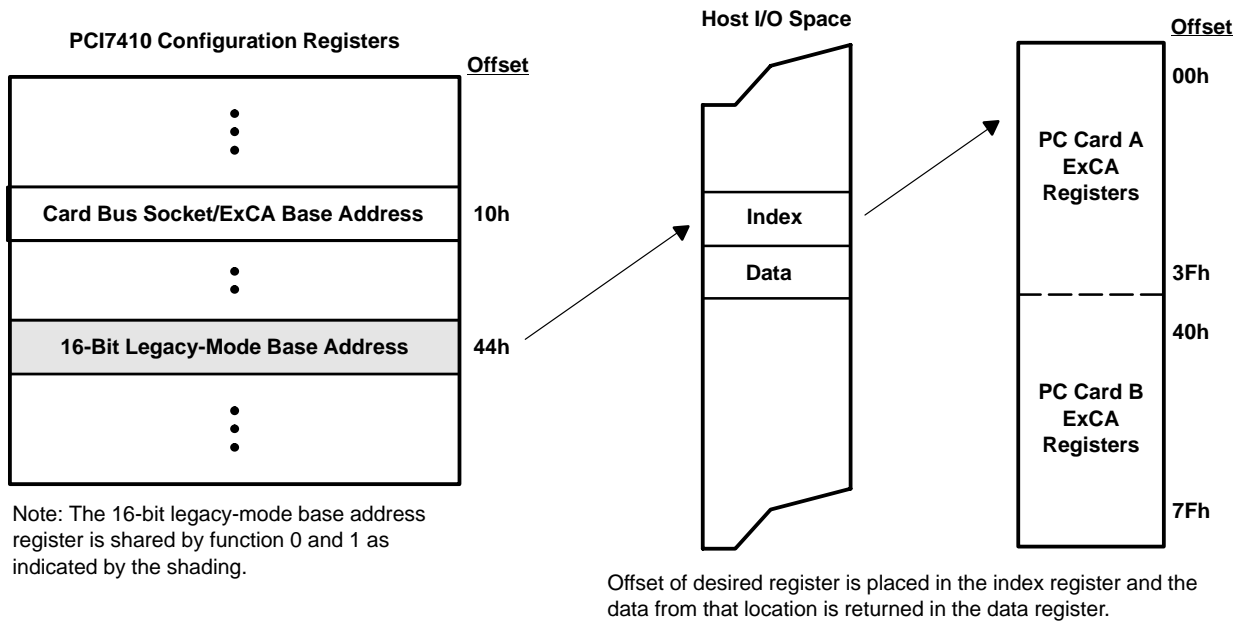 PCI7410 Configuration Registers
Offset
Card Bus Socket/ExCA Base Address
10h
16-Bit Legacy-Mode Base Address
44h
Note: The 16-bit legacy-mode base address
register is shared by function 0 and 1 as
indicated by the shading.
Host I/O Space
Index
Data
Offset
00h
PC Card A
ExCA
Registers
3Fh
40h
PC Card B
ExCA
Registers
7Fh
Offset of desired register is placed in the index register and the
data from that location is returned in the data register.